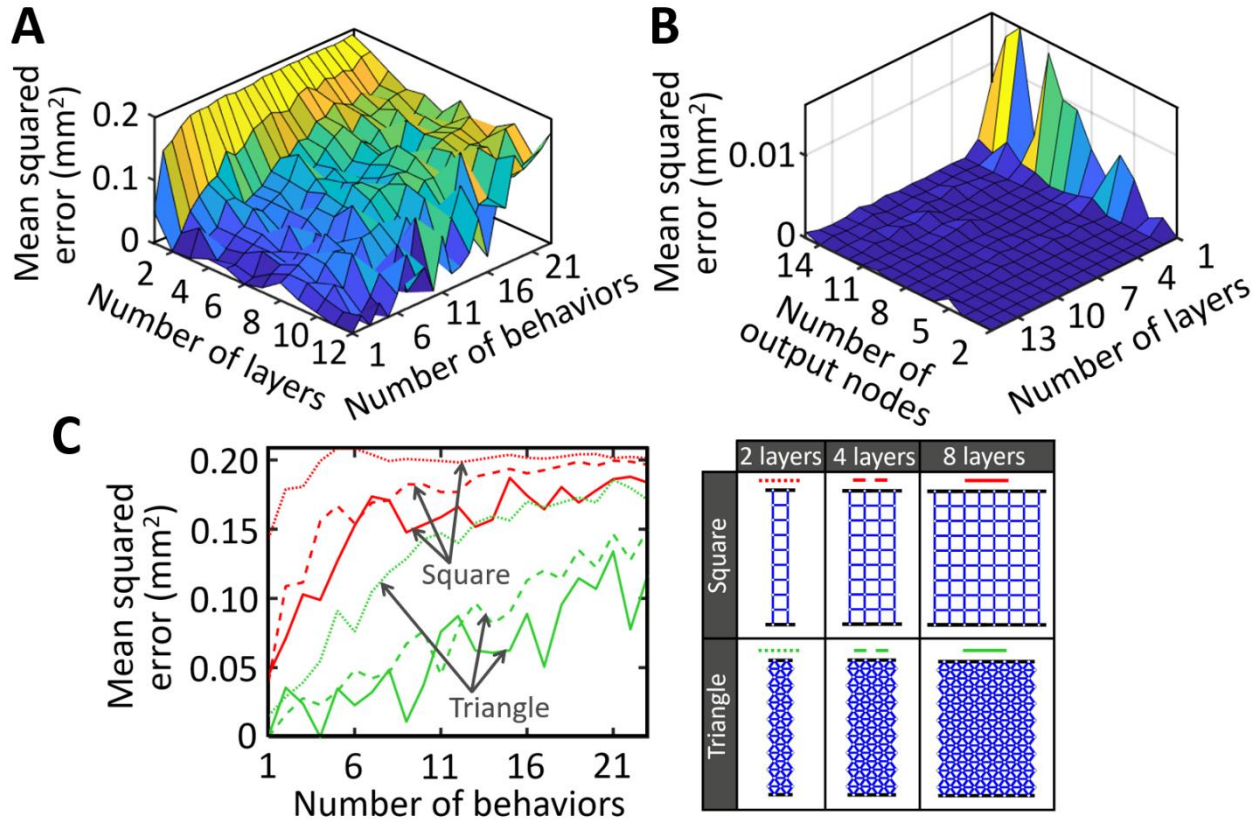 A
Mean squared
error (mm²)
0.2
0.1
0
2
4
6
8
10
12
Number of layers
1
6
11
16
21
Number of behaviors
B
Mean squared
error (mm²)
0.01
0
14
11
8
5
2
Number of
output nodes
13
10
7
4
1
Number of layers
C
Mean squared
error (mm²)
0.20
0.15
0.10
0.05
0
1
6
11
16
21
Number of behaviors
Square
Triangle
2 layers
4 layers
8 layers
Square
Triangle